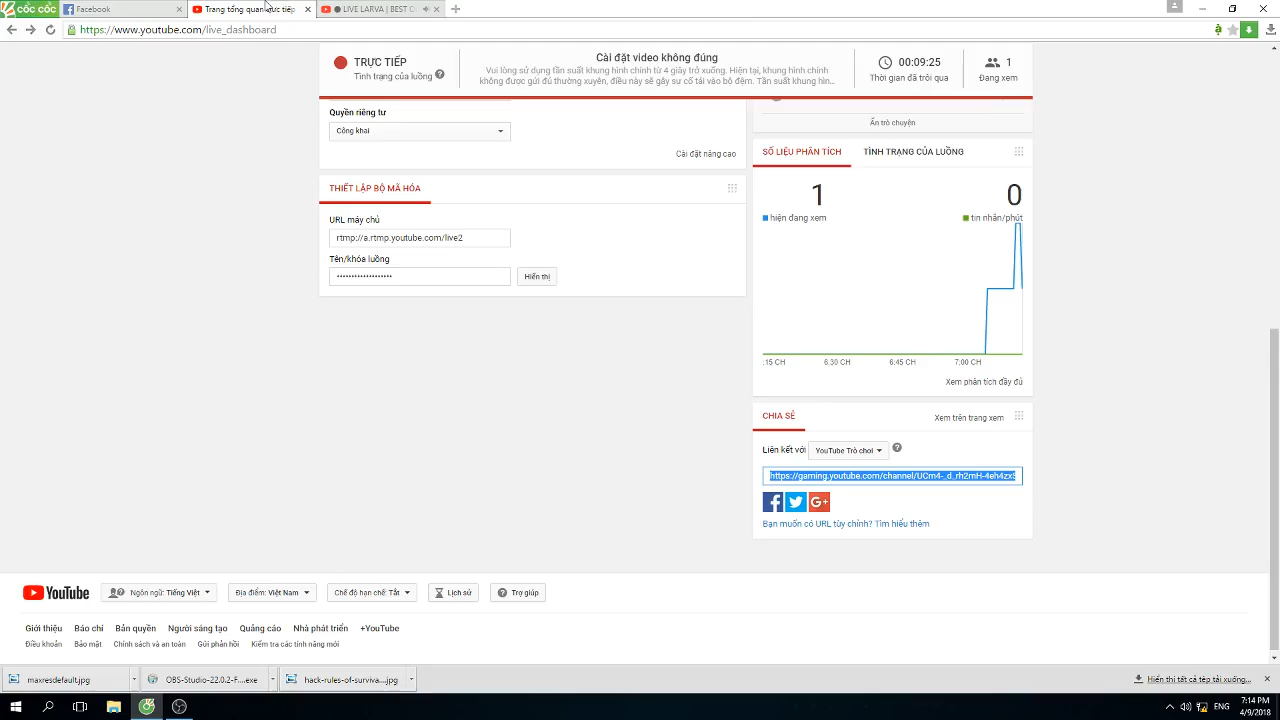 cốc cốc
Facebook
Trang tổng quan trực tiếp
LIVE LARVA | BEST C
https://www.youtube.com/live_dashboard
TRỰC TIẾP
Tình trạng của luồng
Cài đặt video không đúng
Vui lòng sử dụng tần suất khung hình chính từ 4 giây trở xuống. Hiện tại, khung hình chính
không được gửi đủ thường xuyên, điều này sẽ gây sự cố tải vào bộ đệm. Tần suất khung hìn...
00:09:25
Thời gian đã trôi qua
1
Đang xem
Quyền riêng tư
Công khai
Cài đặt nâng cao
THIẾT LẬP BỘ MÃ HÓA
URL máy chủ
rtmp://a.rtmp.youtube.com/live2
Tên/khóa luồng
••••••••••••••••••
Hiển thị
Ẩn trò chuyện
SỐ LIỆU PHÂN TÍCH
TÌNH TRẠNG CỦA LUỒNG
1
hiện đang xem
0
tin nhắn/phút
:15 CH
6.30 CH
6.45 CH
7:00 CH
Xem phân tích đầy đủ
CHIA SẺ
Xem trên trang xem
Liên kết với
YouTube Trò chơi
https://gaming.youtube.com/channel/UCm4-_d_rh2mH-4eh4zxS
Bạn muốn có URL tùy chỉnh? Tìm hiểu thêm
YouTube
Ngôn ngữ: Tiếng Việt
Địa điểm: Việt Nam
Chế độ hạn chế: Tắt
Lịch sử
Trợ giúp
Giới thiệu Báo chí Bản quyền Người sáng tạo Quảng cáo Nhà phát triển +YouTube
Điều khoản Bảo mật Chính sách và an toàn Gửi phản hồi Kiểm tra các tính năng mới
maxresdefault.jpg
OBS-Studio-22.0.2-F....exe
hack-rules-of-surviva....jpg
Hiển thị tất cả tệp tải xuống...
ENG
7:14 PM
4/9/2018